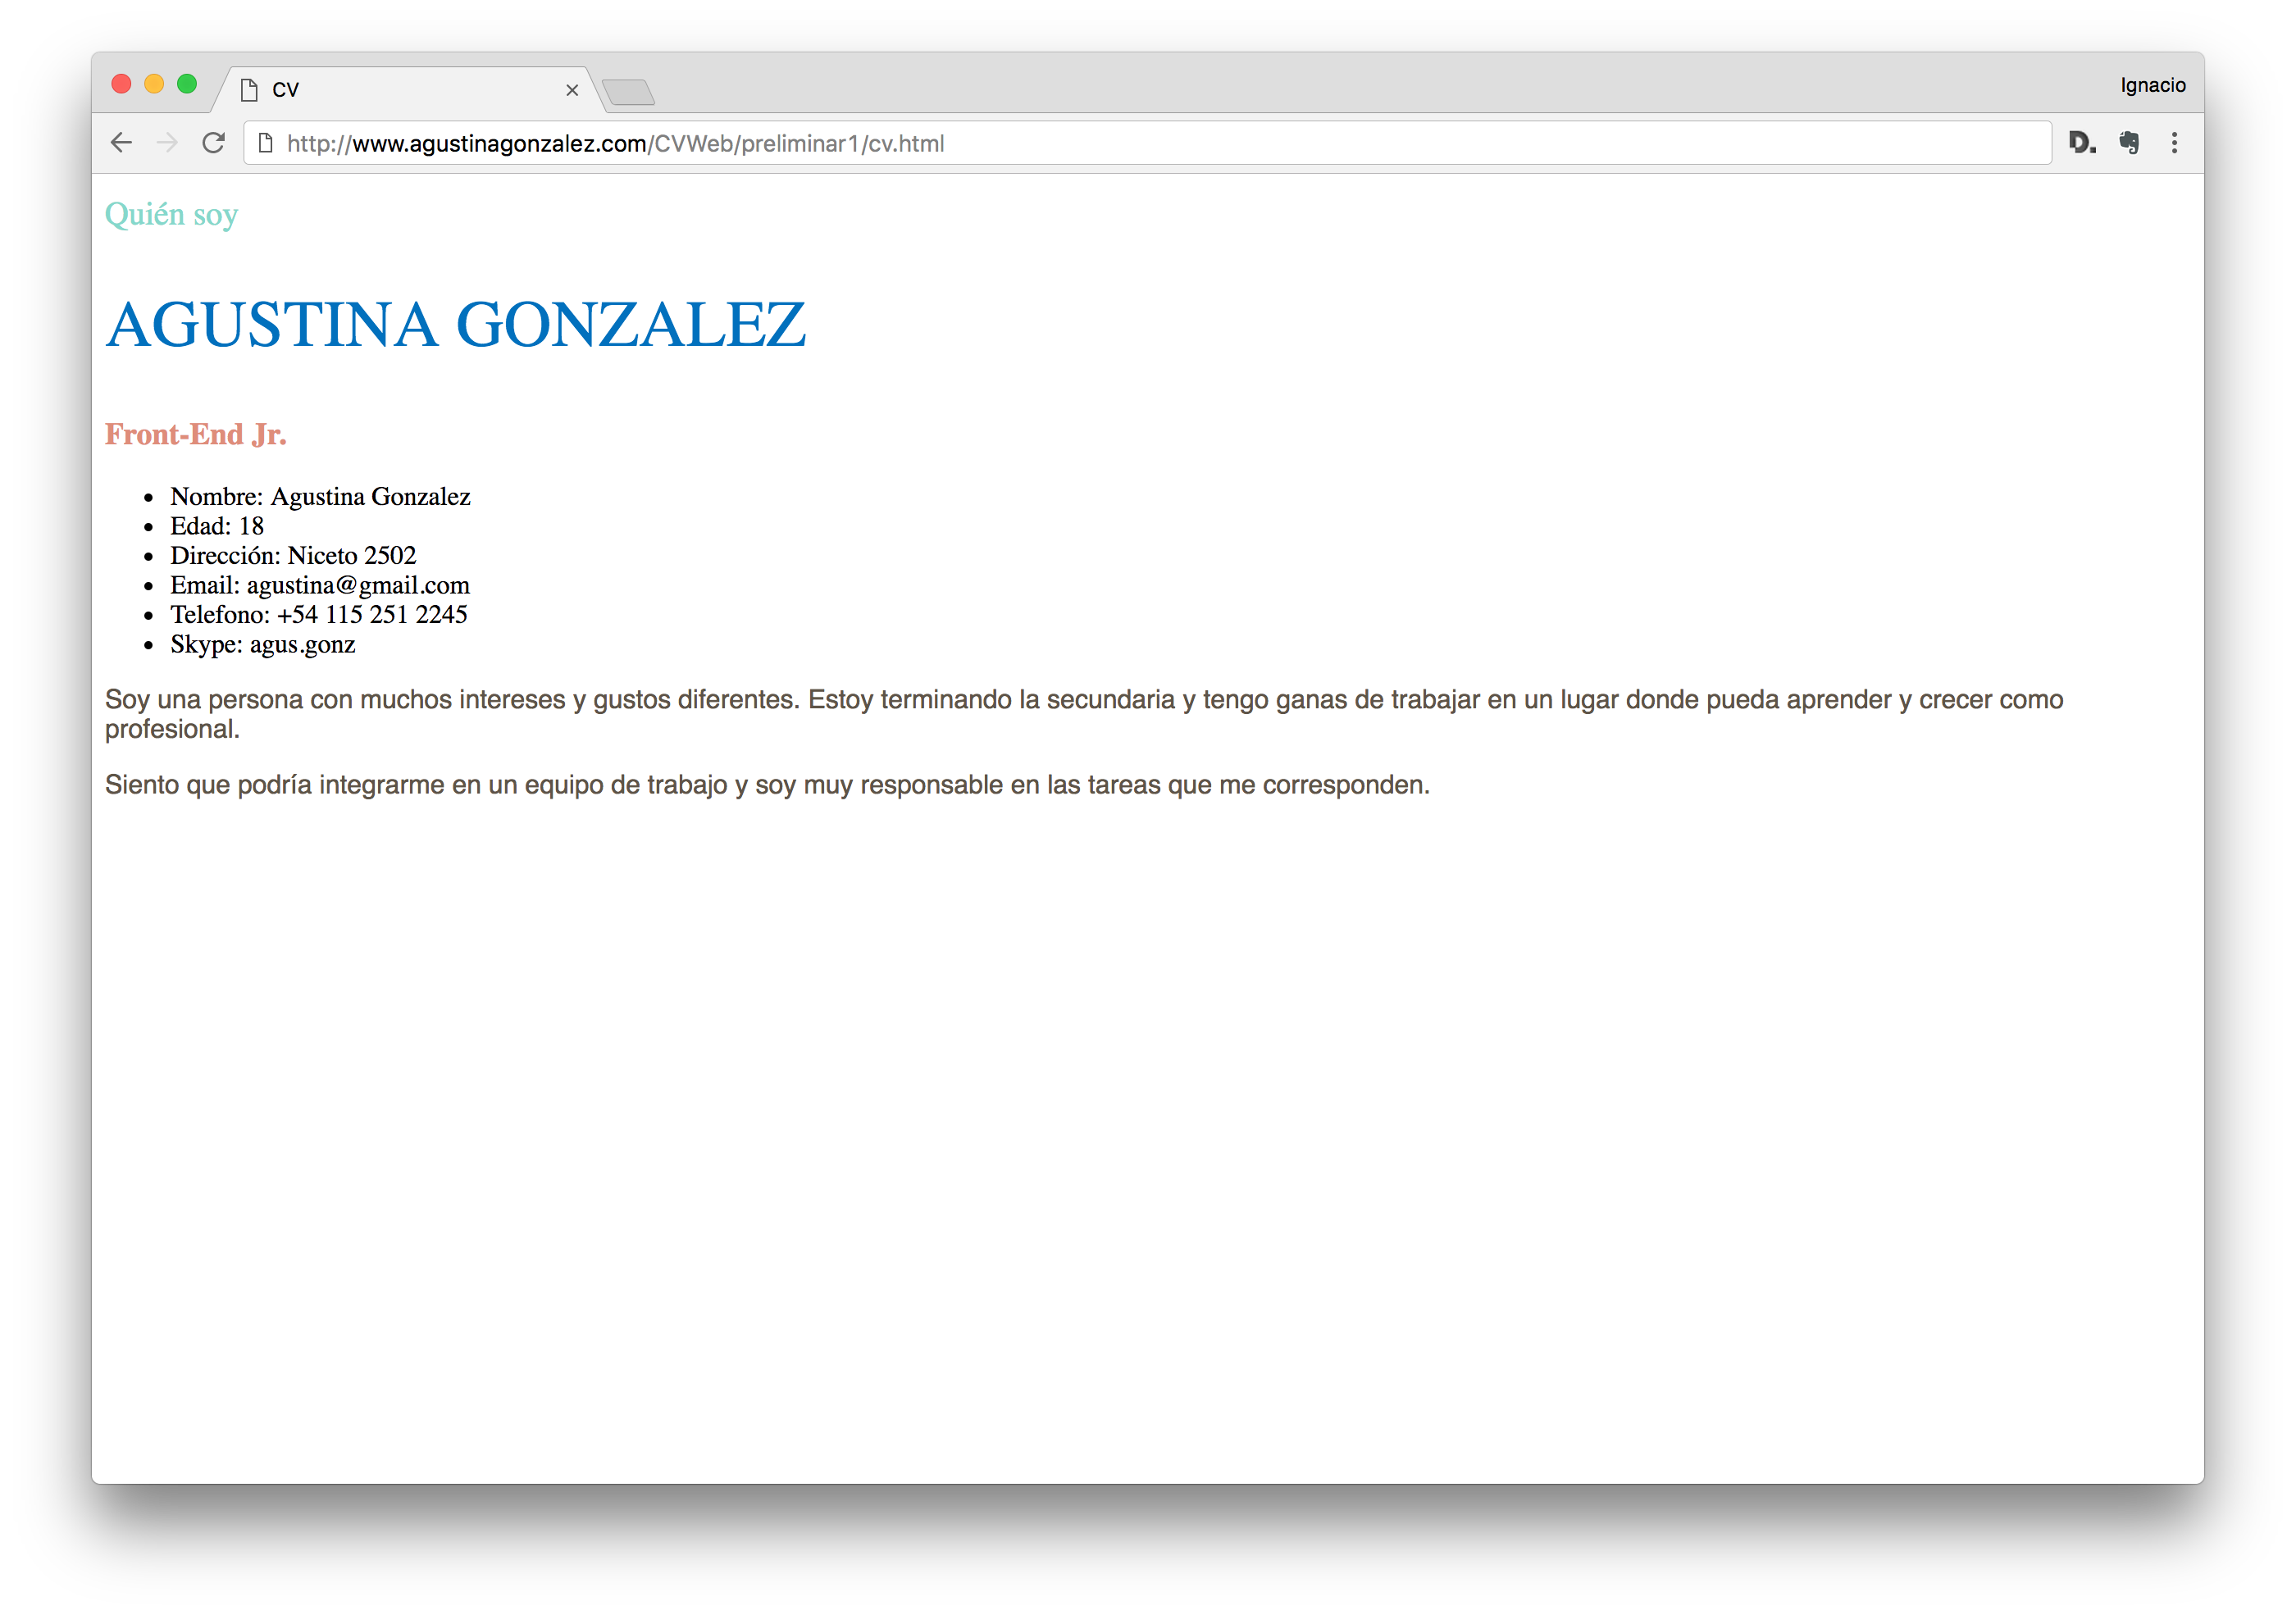 CV
Ignacio
http://www.agustinagonzalez.com/CVWeb/preliminar1/cv.html
D.
Quién soy
AGUSTINA GONZALEZ
Front-End Jr.
• Nombre: Agustina Gonzalez
• Edad: 18
• Dirección: Niceto 2502
• Email: agustina@gmail.com
• Telefono: +54 115 251 2245
• Skype: agus.gonz
Soy una persona con muchos intereses y gustos diferentes. Estoy terminando la secundaria y tengo ganas de trabajar en un lugar donde pueda aprender y crecer como
profesional.
Siento que podría integrarme en un equipo de trabajo y soy muy responsable en las tareas que me corresponden.